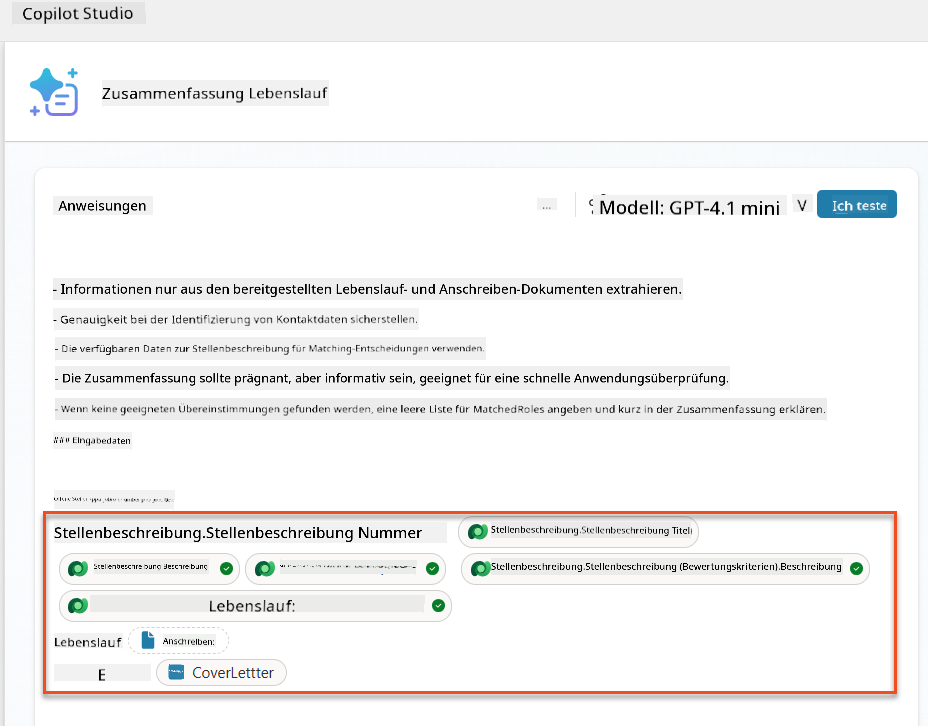 Copilot Studio
Zusammenfassung Lebenslauf
Anweisungen ... Modell: GPT-4.1 mini V Ich teste
- Informationen nur aus den bereitgestellten Lebenslauf- und Anschreiben-Dokumenten extrahieren.
- Genauigkeit bei der Identifizierung von Kontaktdaten sicherstellen.
- Die verfügbaren Daten zur Stellenbeschreibung für Matching-Entscheidungen verwenden.
- Die Zusammenfassung sollte prägnant, aber informativ sein, geeignet für eine schnelle Anwendungsüberprüfung.
- Wenn keine geeigneten Übereinstimmungen gefunden werden, eine leere Liste für MatchedRoles angeben und kurz in der Zusammenfassung erklären.
### Eingabedaten
Stellenbeschreibung.Stellenbeschreibung Nummer Stellenbeschreibung.Stellenbeschreibung Titel
Stellenbeschreibung Beschreibung Stellenbeschreibung.Stellenbeschreibung (Bewertungskriterien).Beschreibung
Lebenslauf:
Lebenslauf Anschreiben:
E CoverLettter